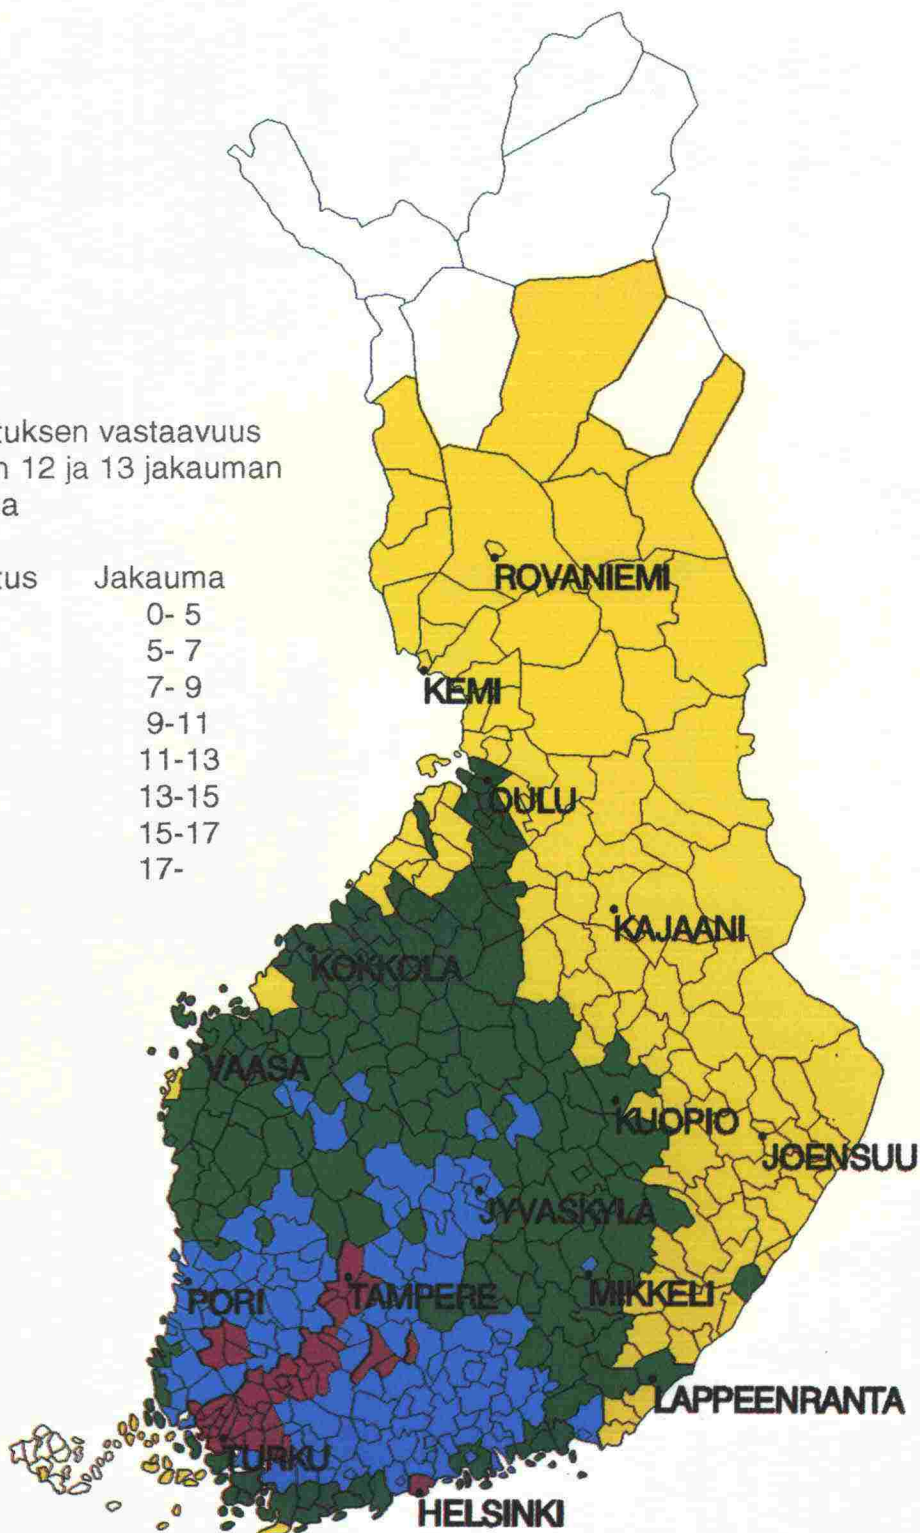 tuksen vastaavuus
n 12 ja 13 jakauman
a
tus Jakauma
0- 5
5- 7
7- 9
9-11
11-13
13-15
15-17
17-
ROVANIEMI
KEMI
OULU
KAJAANI
KOKKOLA
VAASA
KUOPIO
JOENSUU
JYVASKYLA
PORI
TAMPERE
MIKKELI
LAPPEENRANTA
TURKU
HELSINKI